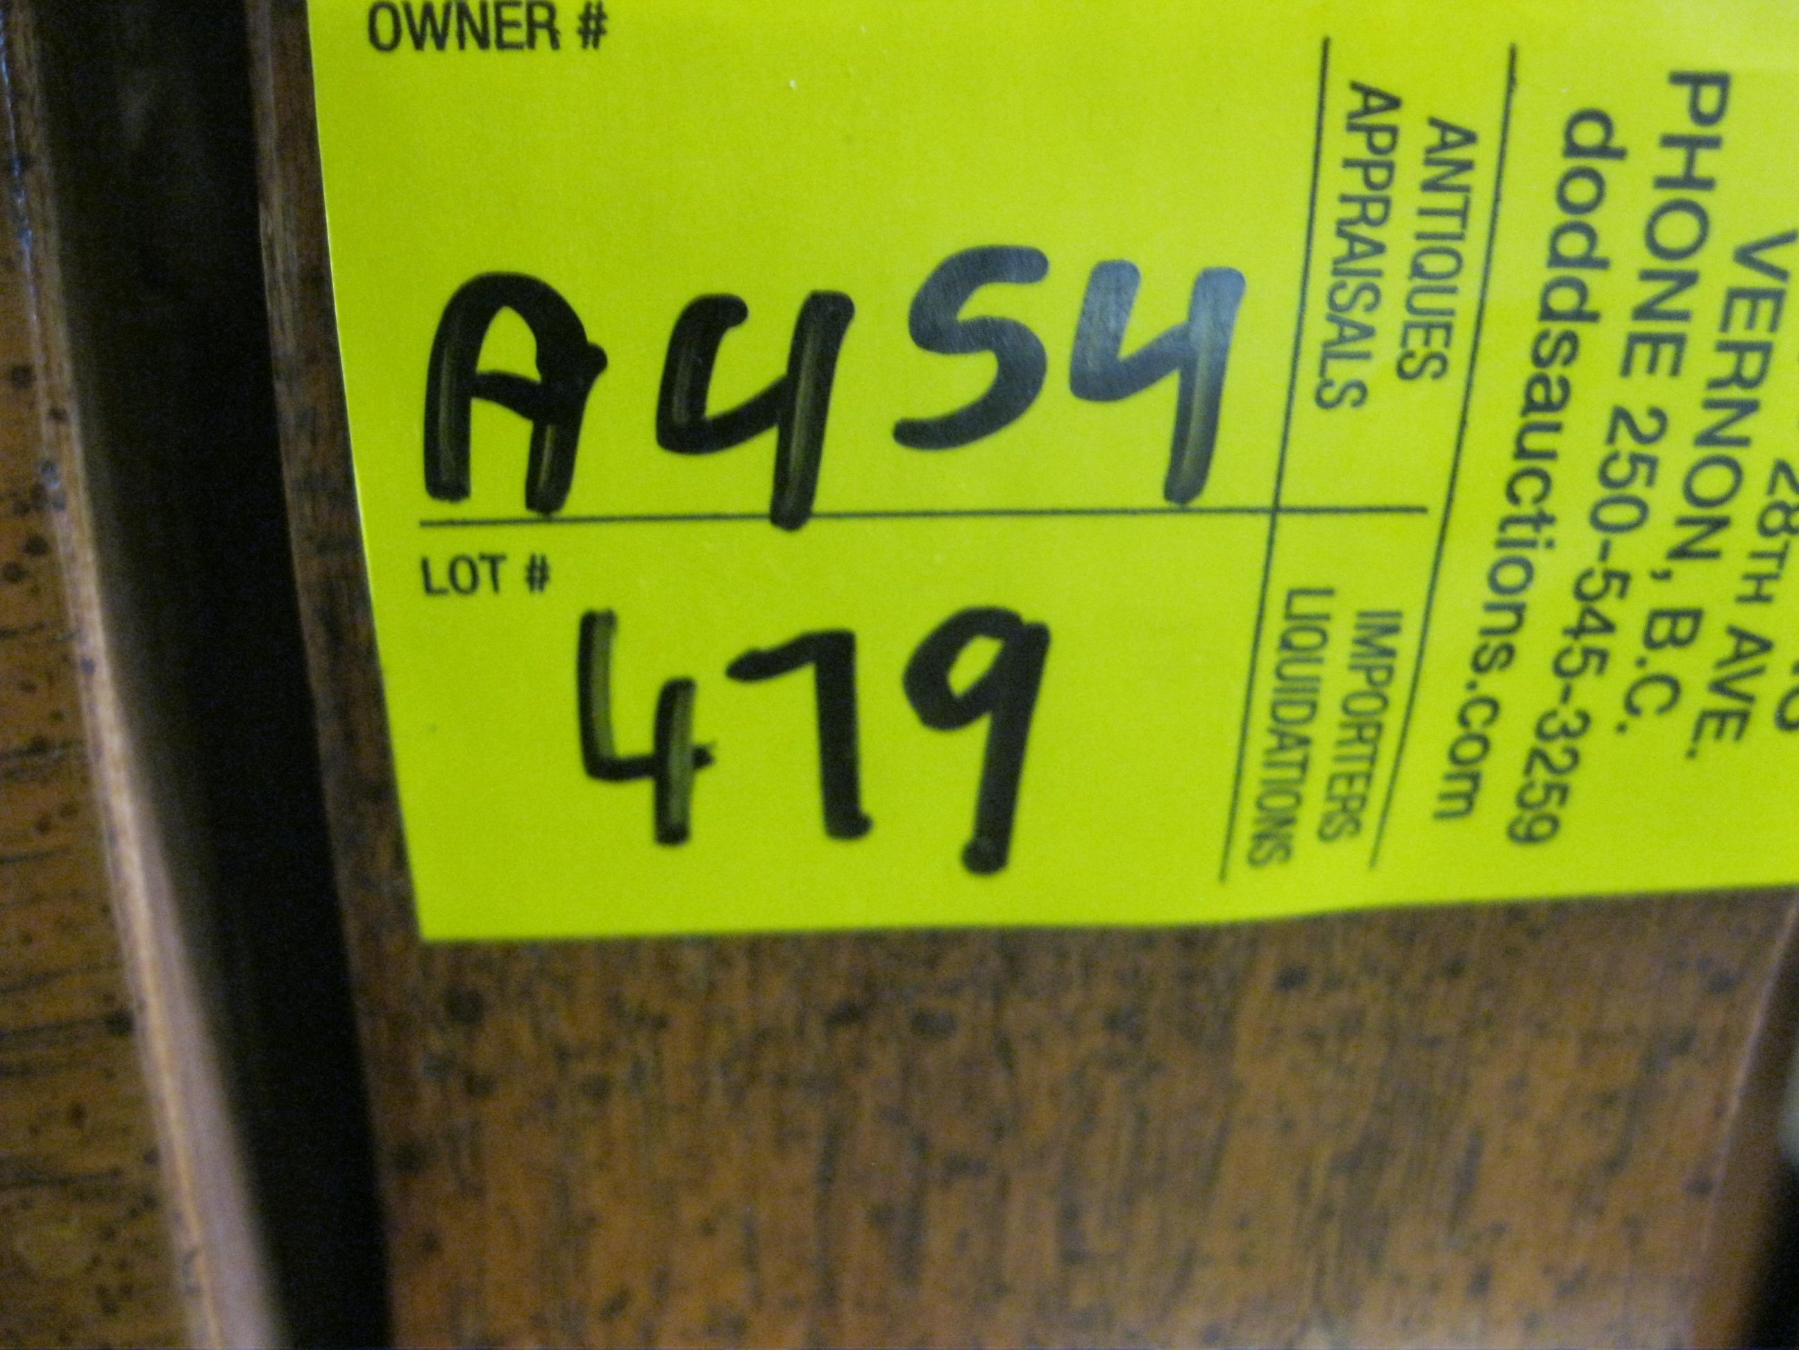 OWNER #
A454
LOT #
479
ANTIQUES
APPRAISALS
IMPORTERS
LIQUIDATIONS
28TH AVE.
VERNON, B.C.
PHONE 250-545-3259
doddsauctions.com